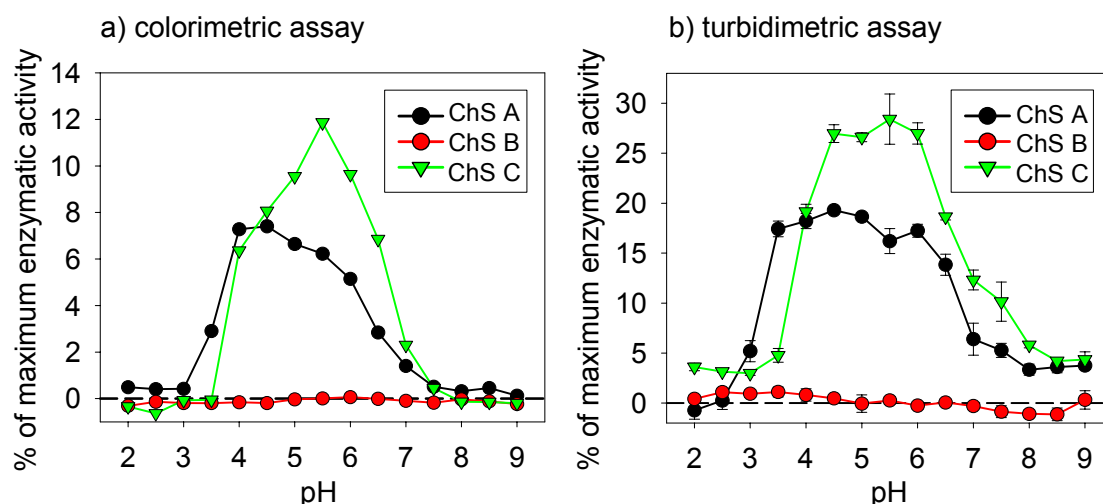 a) colorimetric assay
% of maximum enzymatic activity
14
12
10
8
6
4
2
0
ChS A
ChS B
ChS C
2 3 4 5 6 7 8 9
pH
b) turbidimetric assay
% of maximum enzymatic activity
30
25
20
15
10
5
0
ChS A
ChS B
ChS C
2 3 4 5 6 7 8 9
pH